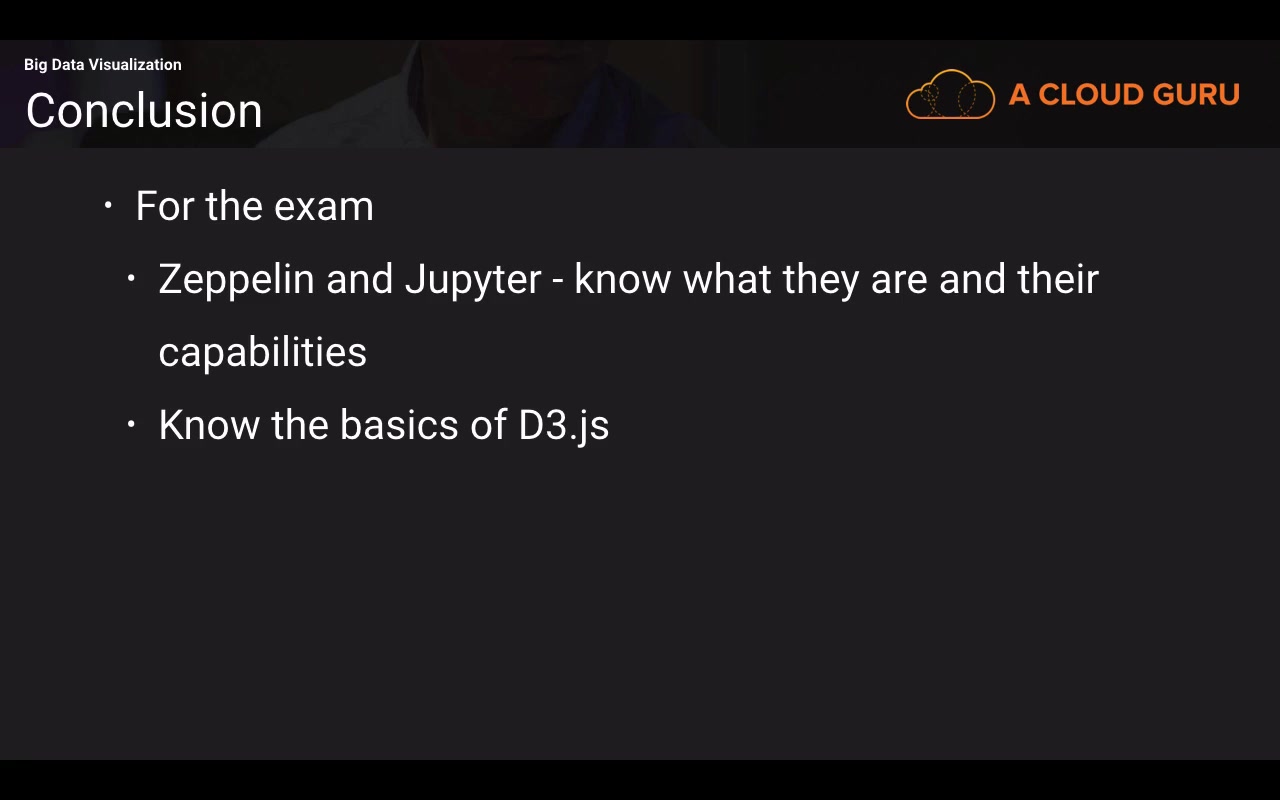 Big Data Visualization
Conclusion
A CLOUD GURU
• For the exam
• Zeppelin and Jupyter - know what they are and their
capabilities
• Know the basics of D3.js